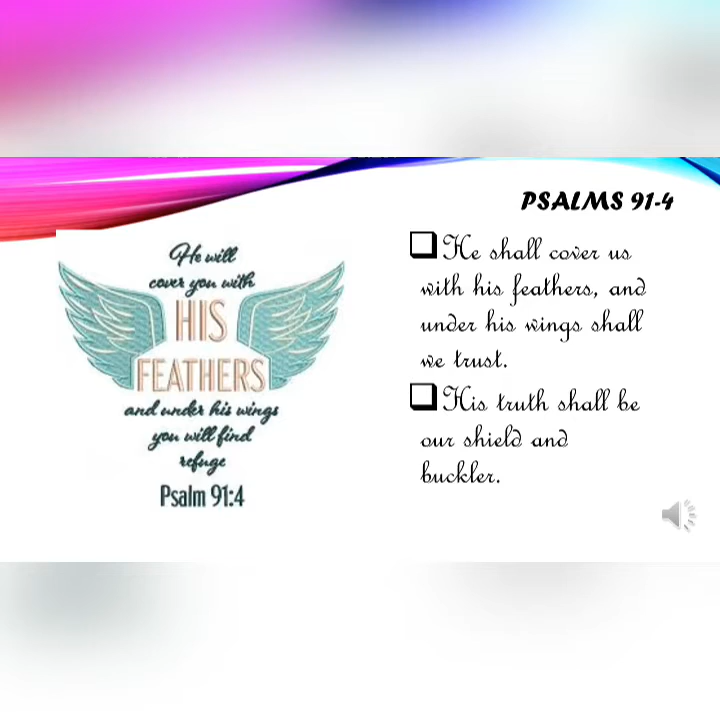 PSALMS 91-4
He will
cover you with
HIS
FEATHERS
and under his wings
you will find
refuge
Psalm 91:4
He shall cover us
with his feathers, and
under his wings shall
we trust.
His truth shall be
our shield and
buckler.